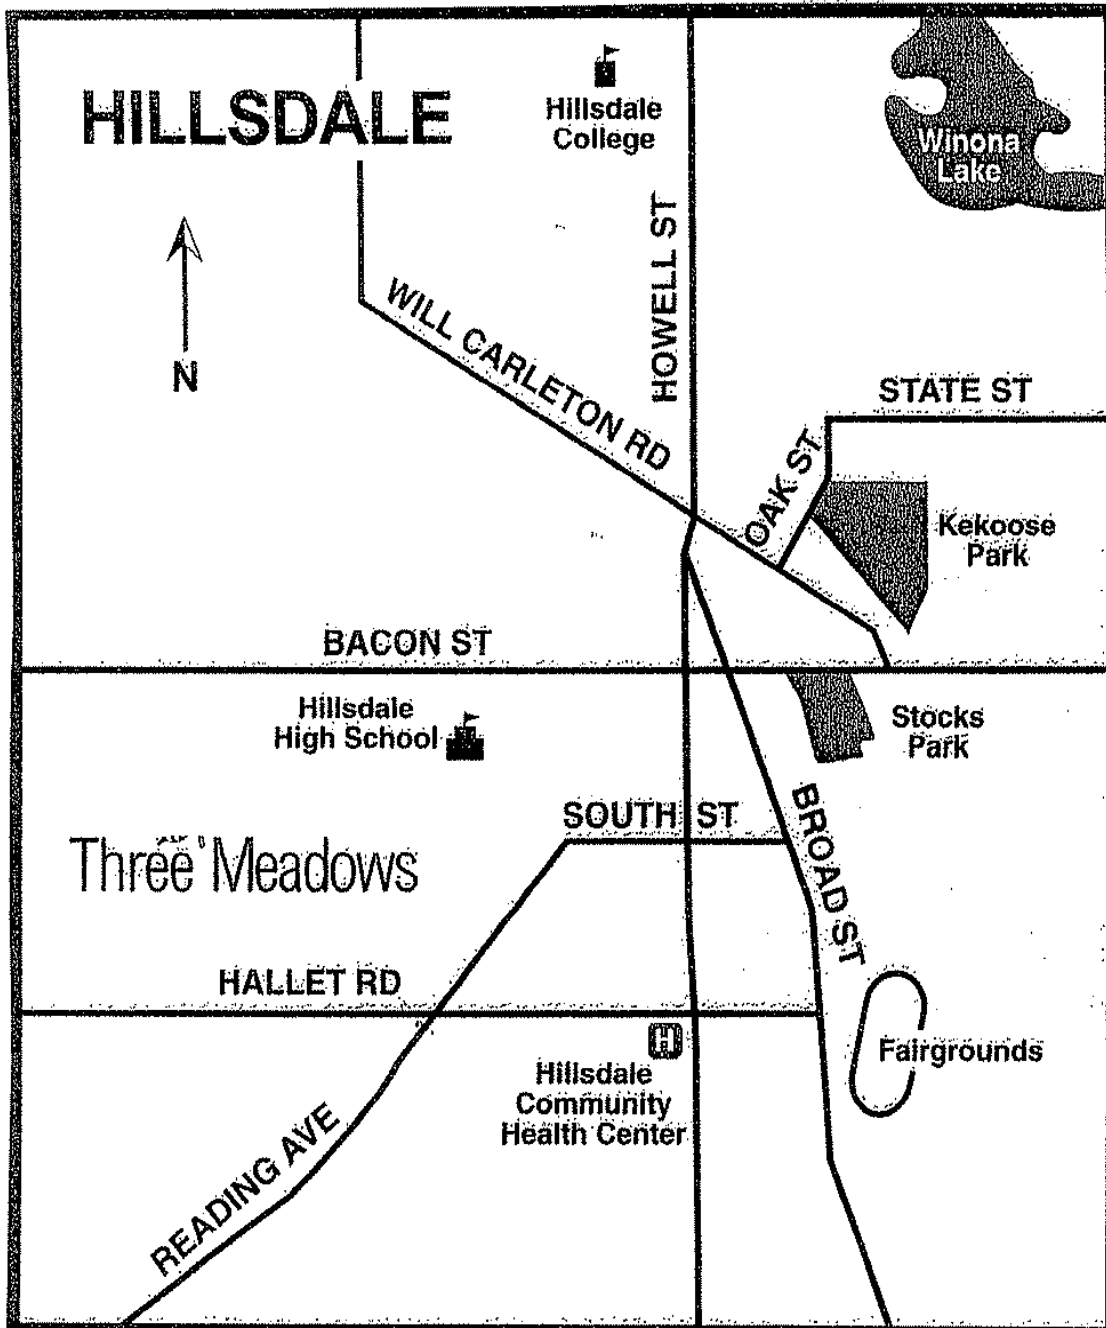 HILLSDALE
Hillsdale
College
Winona
Lake
N
WILL CARLETON RD
HOWELL ST
STATE ST
OAK ST
Kekoose
Park
BACON ST
Hillsdale
High School
Stocks
Park
SOUTH ST
BROAD ST
Three Meadows
HALLET RD
H
Hillsdale
Community
Health Center
Fairgrounds
READING AVE